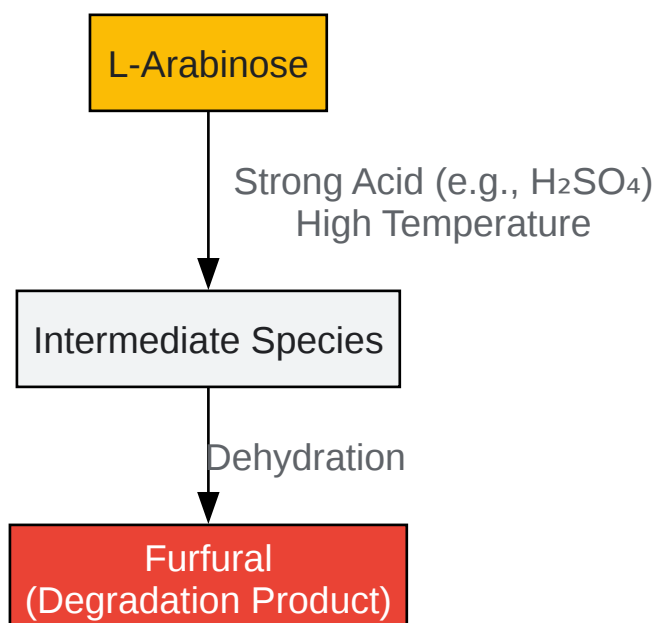 L-Arabinose
Strong Acid (e.g., H₂SO₄)
High Temperature
Intermediate Species
Dehydration
Furfural
(Degradation Product)